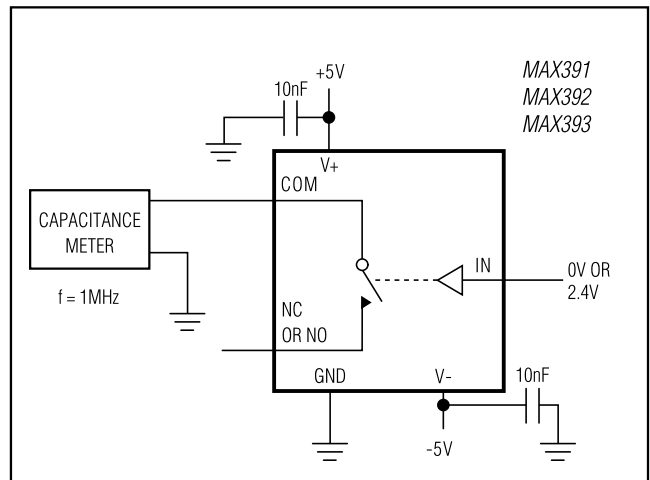 +5V
10nF
MAX391
MAX392
MAX393
V+
COM
CAPACITANCE
METER
IN
0V OR
2.4V
f = 1MHz
NC
OR NO
GND
V-
10nF
-5V